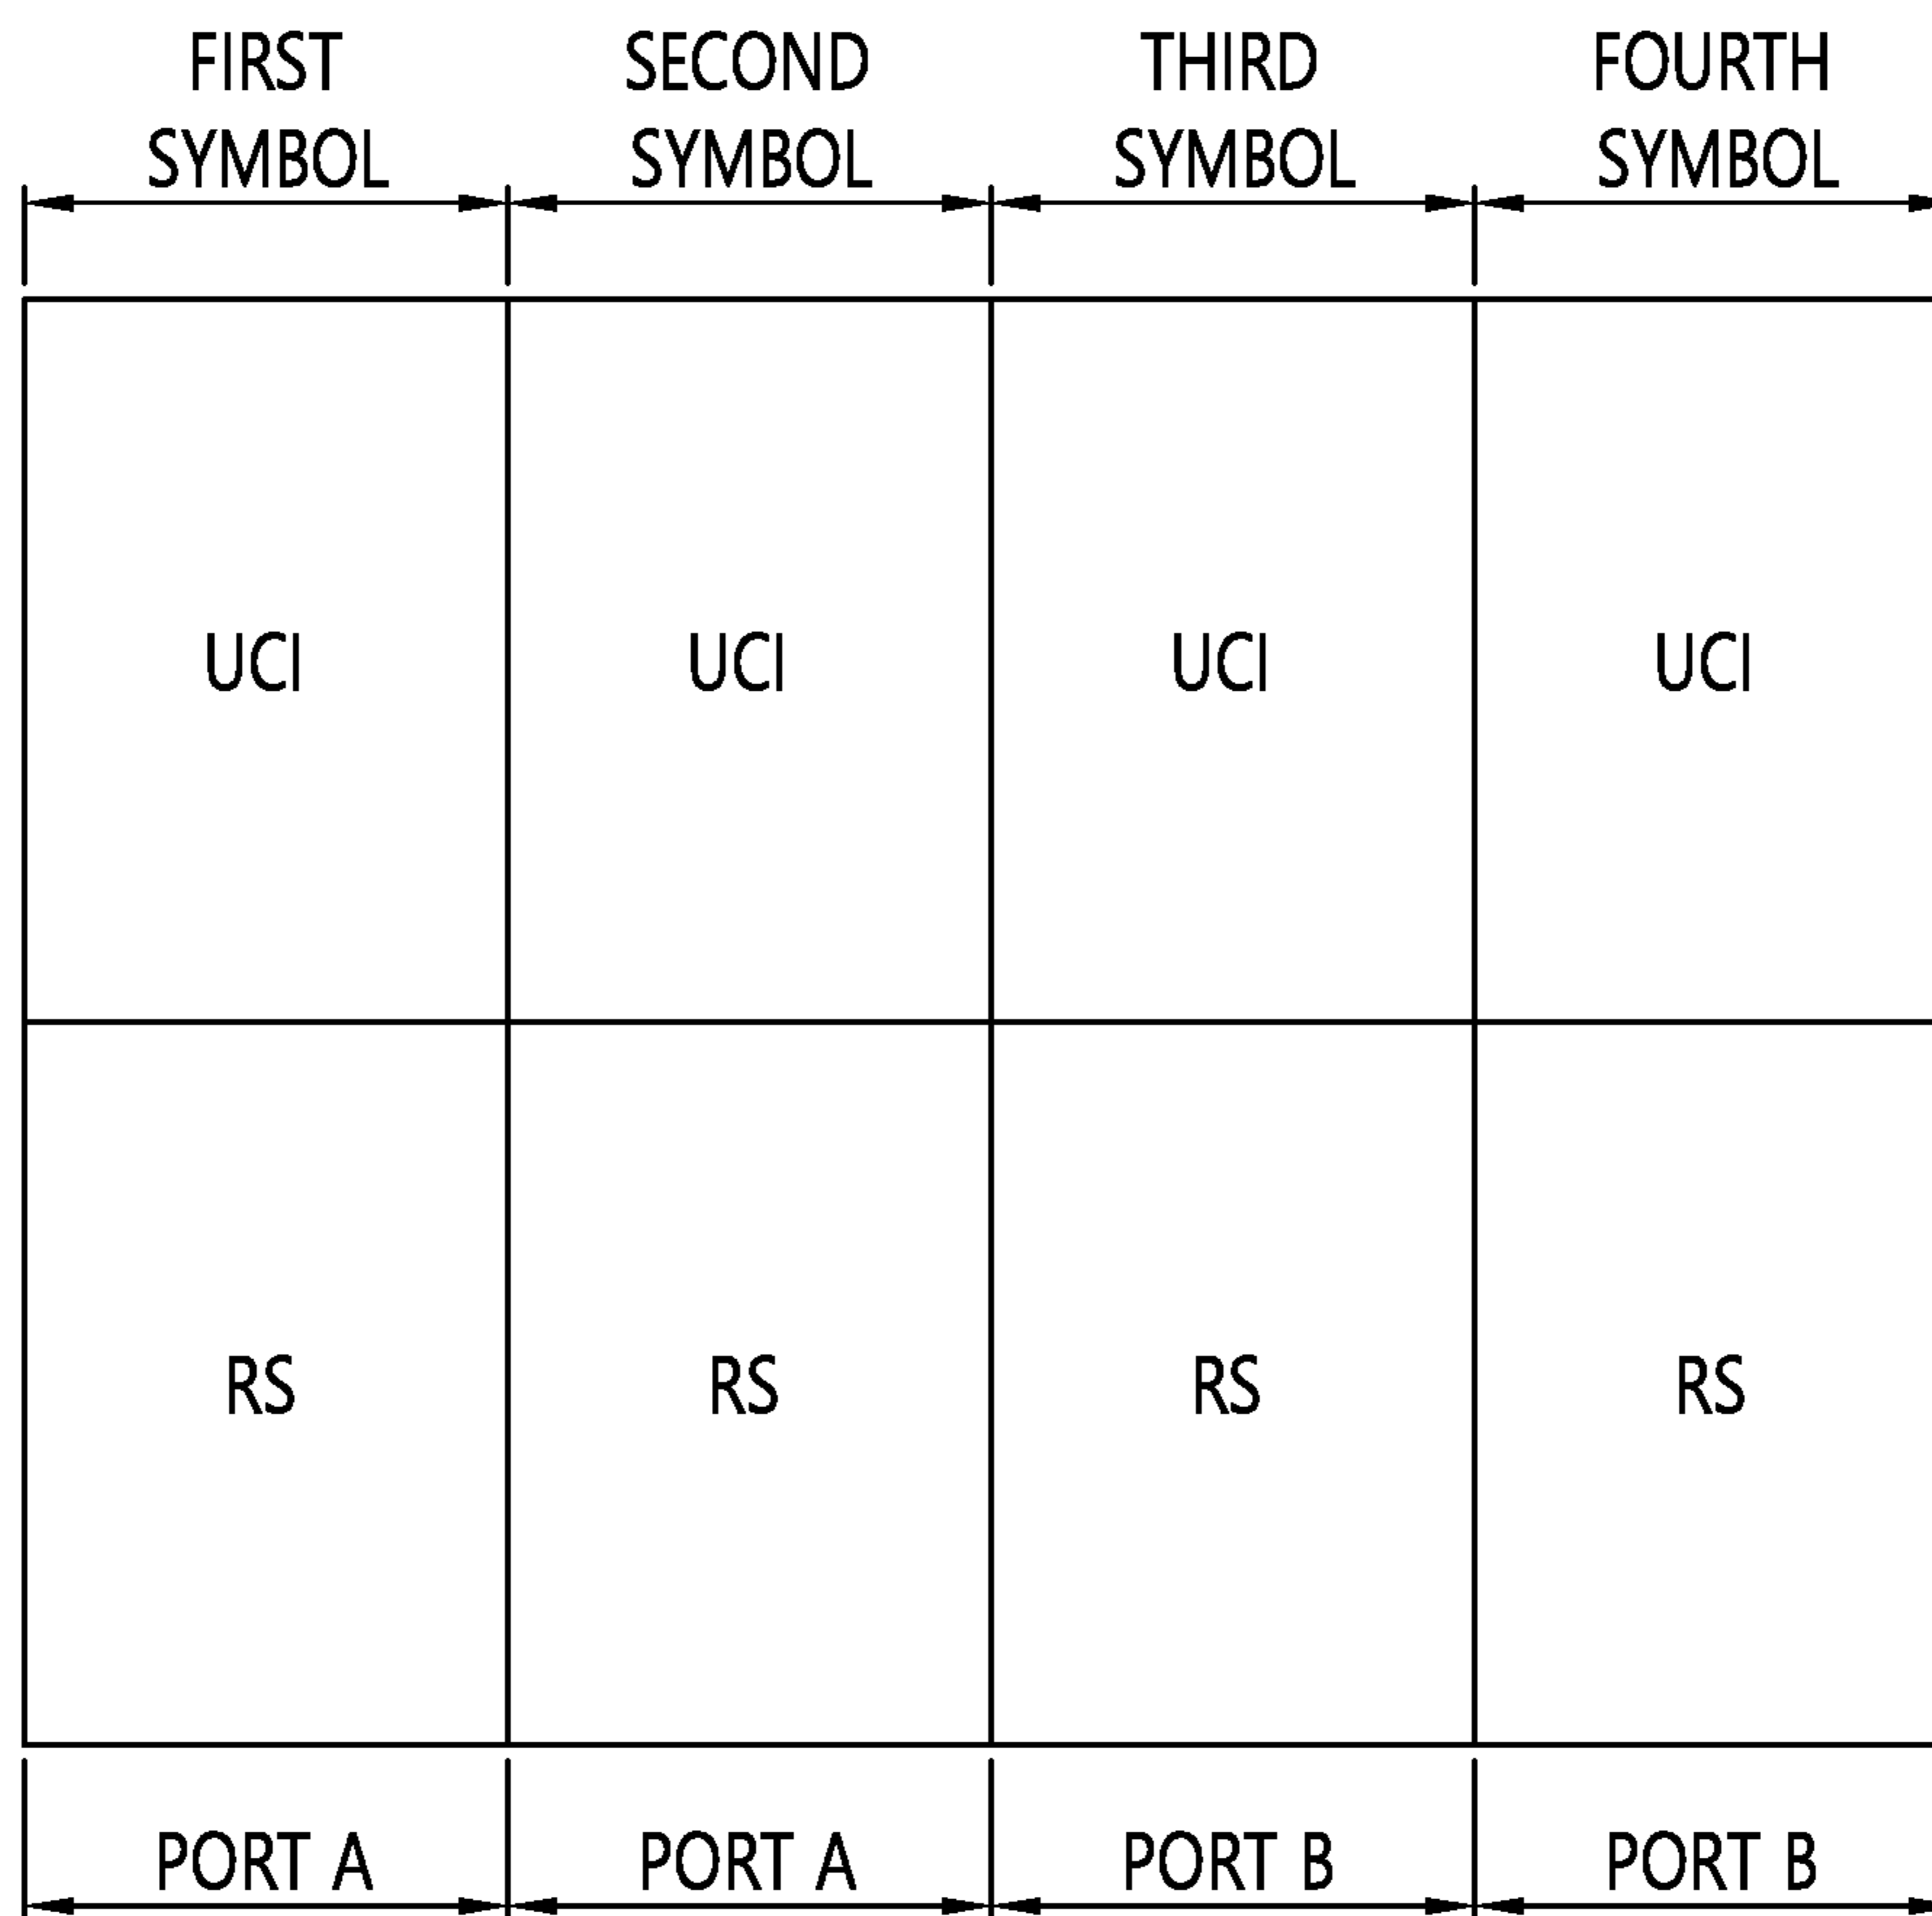 FIRST SECOND THIRD FOURTH
SYMBOL SYMBOL SYMBOL SYMBOL
UCI UCI UCI UCI
RS RS RS RS
PORT A PORT A PORT B PORT B